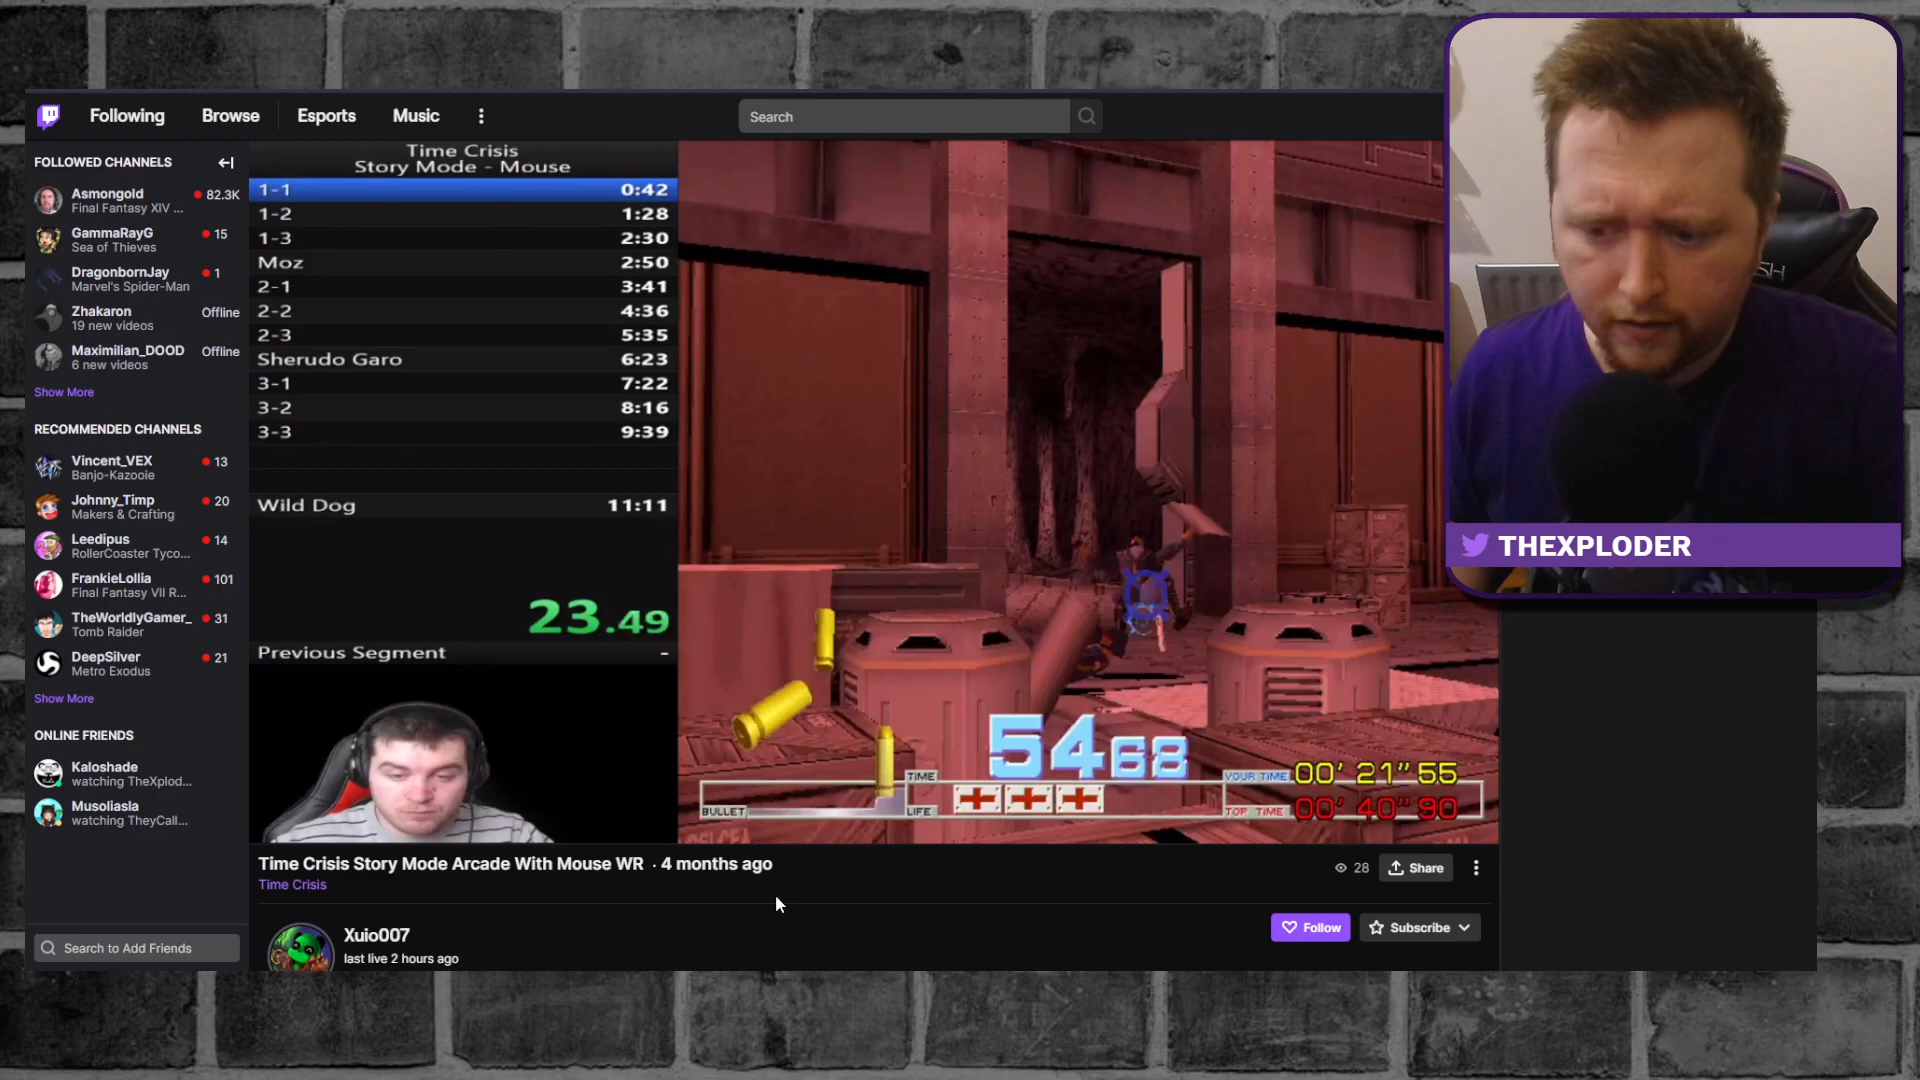 Following
Browse
Esports
Music
Search
FOLLOWED CHANNELS
Asmongold
82.3K
Final Fantasy XIV ...
GammaRayG
15
Sea of Thieves
DragonbornJay
1
Marvel's Spider-Man
Zhakaron
Offline
19 new videos
Maximilian_DOOD
Offline
6 new videos
Show More
RECOMMENDED CHANNELS
Vincent_VEX
13
Banjo-Kazooie
Johnny_Timp
20
Makers & Crafting
Leedipus
14
RollerCoaster Tyco...
FrankieLollia
101
Final Fantasy VII R...
TheWorldlyGamer_
31
Tomb Raider
DeepSilver
21
Metro Exodus
Show More
ONLINE FRIENDS
Kaloshade
watching TheXplod...
Musoliasla
watching TheyCall...
Search to Add Friends
Time Crisis
Story Mode - Mouse
1-1 0:42
1-2 1:28
1-3 2:30
Moz 2:50
2-1 3:41
2-2 4:36
2-3 5:35
Sherudo Garo 6:23
3-1 7:22
3-2 8:16
3-3 9:39
Wild Dog 11:11
23.49
Previous Segment -
54 68
TIME
BULLET
LIFE
YOUR TIME 00' 21" 55
TOP TIME 00' 40" 90
Time Crisis Story Mode Arcade With Mouse WR · 4 months ago
Time Crisis
28
Share
Xuio007
last live 2 hours ago
Follow
Subscribe
THEXPLODER